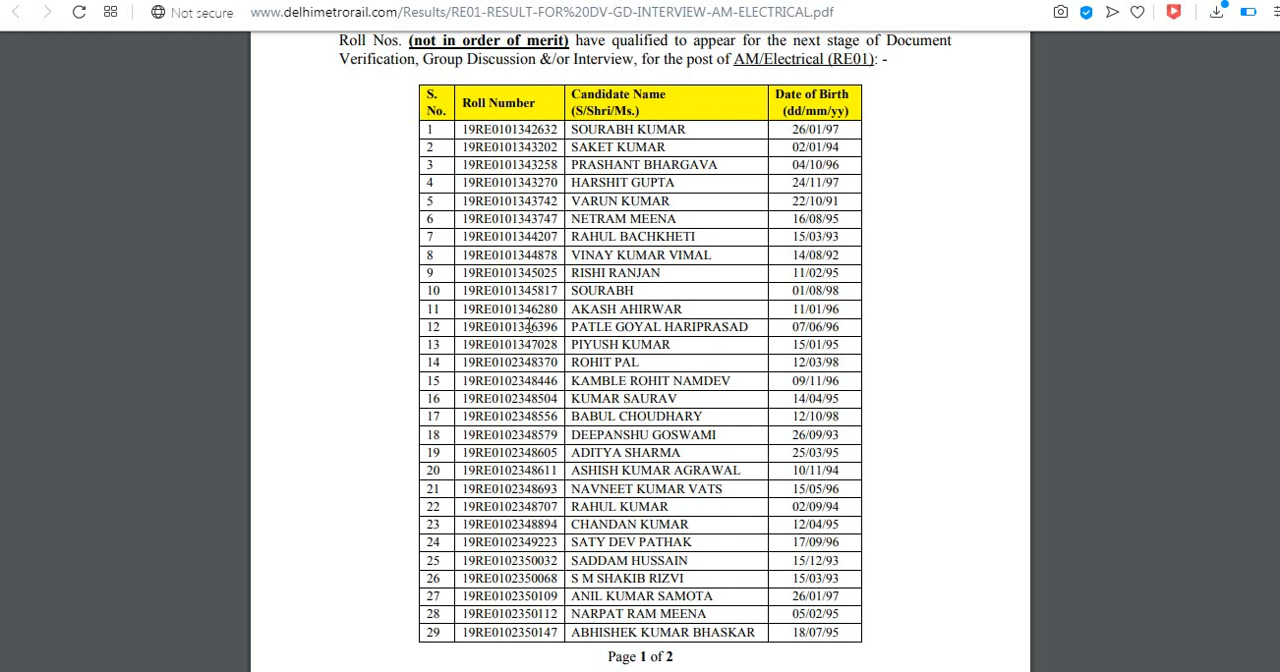 Not secure www.delhimetrorail.com/Results/RE01-RESULT-FOR%20DV-GD-INTERVIEW-AM-ELECTRICAL.pdf
Roll Nos. (not in order of merit) have qualified to appear for the next stage of Document
Verification, Group Discussion &/or Interview, for the post of AM/Electrical (RE01): -
S. No. Roll Number Candidate Name (S/Shri/Ms.) Date of Birth (dd/mm/yy)
1 19RE0101342632 SOURABH KUMAR 26/01/97
2 19RE0101343202 SAKET KUMAR 02/01/94
3 19RE0101343258 PRASHANT BHARGAVA 04/10/96
4 19RE0101343270 HARSHIT GUPTA 24/11/97
5 19RE0101343742 VARUN KUMAR 22/10/91
6 19RE0101343747 NETRAM MEENA 16/08/95
7 19RE0101344207 RAHUL BACHKHETI 15/03/93
8 19RE0101344878 VINAY KUMAR VIMAL 14/08/92
9 19RE0101345025 RISHI RANJAN 11/02/95
10 19RE0101345817 SOURABH 01/08/98
11 19RE0101346280 AKASH AHIRWAR 11/01/96
12 19RE0101346396 PATLE GOYAL HARIPRASAD 07/06/96
13 19RE0101347028 PIYUSH KUMAR 15/01/95
14 19RE0102348370 ROHIT PAL 12/03/98
15 19RE0102348446 KAMBLE ROHIT NAMDEV 09/11/96
16 19RE0102348504 KUMAR SAURAV 14/04/95
17 19RE0102348556 BABUL CHOUDHARY 12/10/98
18 19RE0102348579 DEEPANSHU GOSWAMI 26/09/93
19 19RE0102348605 ADITYA SHARMA 25/03/95
20 19RE0102348611 ASHISH KUMAR AGRAWAL 10/11/94
21 19RE0102348693 NAVNEET KUMAR VATS 15/05/96
22 19RE0102348707 RAHUL KUMAR 02/09/94
23 19RE0102348894 CHANDAN KUMAR 12/04/95
24 19RE0102349223 SATY DEV PATHAK 17/09/96
25 19RE0102350032 SADDAM HUSSAIN 15/12/93
26 19RE0102350068 S M SHAKIB RIZVI 15/03/93
27 19RE0102350109 ANIL KUMAR SAMOTA 26/01/97
28 19RE0102350112 NARPAT RAM MEENA 05/02/95
29 19RE0102350147 ABHISHEK KUMAR BHASKAR 18/07/95
Page 1 of 2